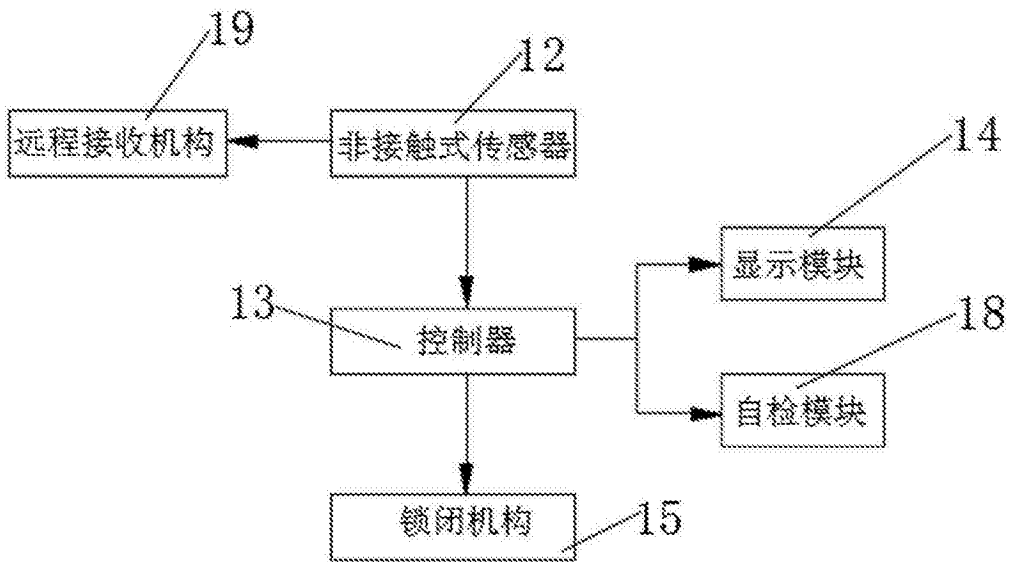 19
12
远程接收机构
非接触式传感器
14
显示模块
13
控制器
18
自检模块
锁闭机构
15